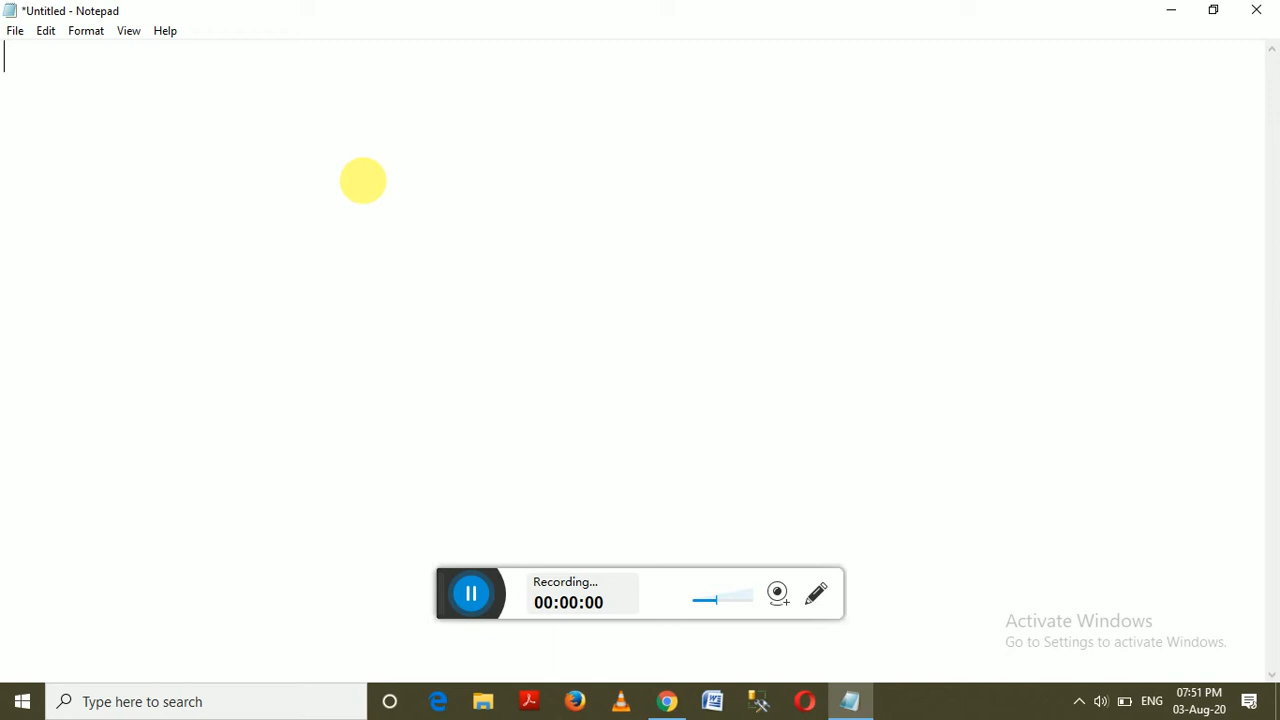 *Untitled - Notepad
File Edit Format View Help
Recording...
00:00:00
Activate Windows
Go to Settings to activate Windows.
Type here to search
ENG
07:51 PM
03-Aug-20